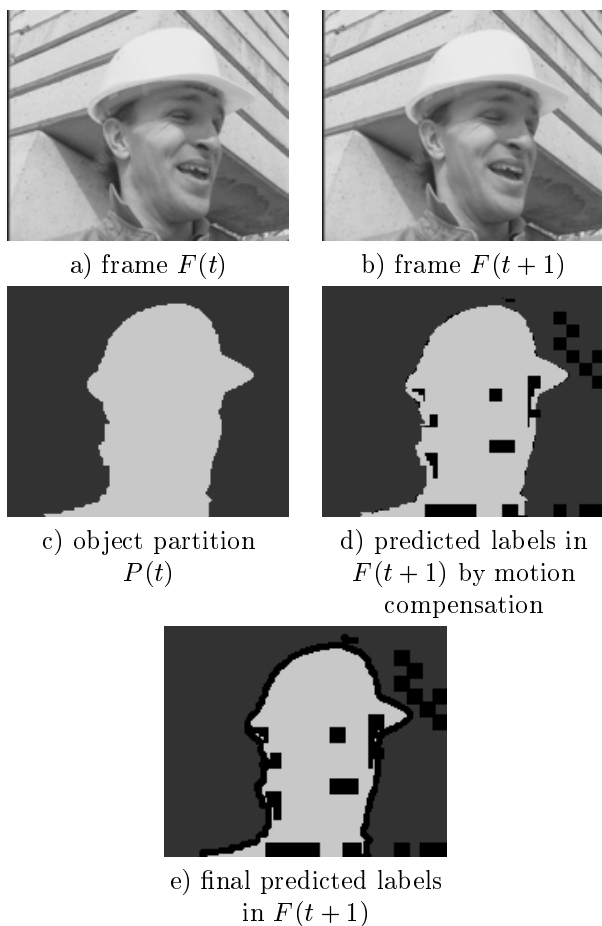 a) frame F(t)
b) frame F(t + 1)
c) object partition
P(t)
d) predicted labels in
F(t + 1) by motion
compensation
e) final predicted labels
in F(t + 1)